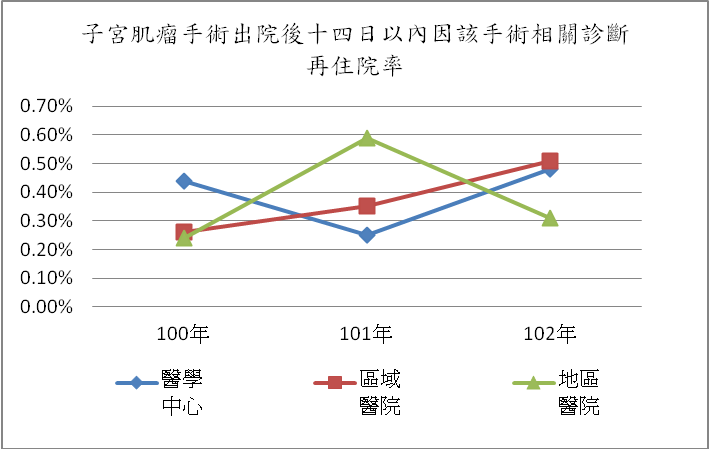 子宮肌瘤手術出院後十四日以內因該手術相關診斷
再住院率
0.70%
0.60%
0.50%
0.40%
0.30%
0.20%
0.10%
0.00%
100年 101年 102年
醫學 區域 地區
中心 醫院 醫院